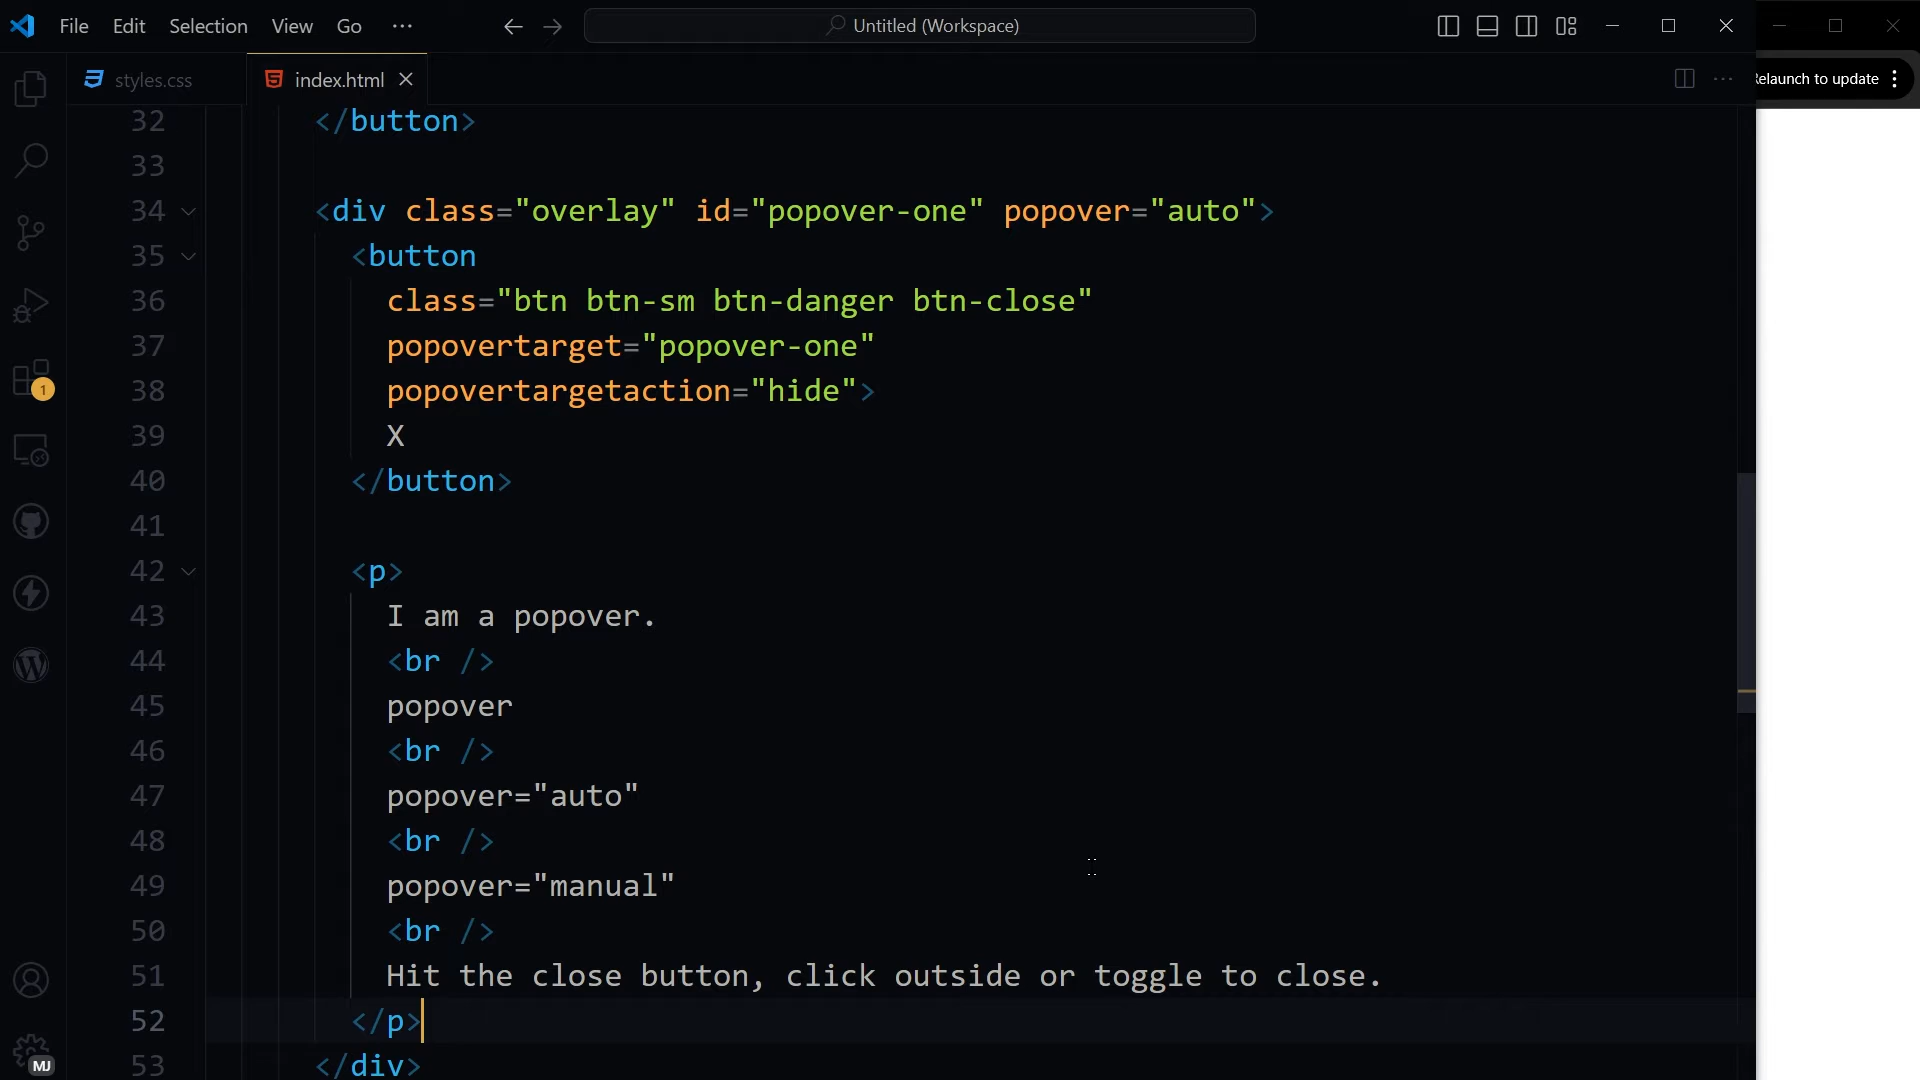 File Edit Selection View Go
Untitled (Workspace)
styles.css
index.html
elaunch to update
32 </button>
33
34 <div class="overlay" id="popover-one" popover="auto">
35 <button
36 class="btn btn-sm btn-danger btn-close"
37 popovertarget="popover-one"
38 popovertargetaction="hide">
39 X
40 </button>
41
42 <p>
43 I am a popover.
44 <br />
45 popover
46 <br />
47 popover="auto"
48 <br />
49 popover="manual"
50 <br />
51 Hit the close button, click outside or toggle to close.
52 </p>
53 </div>
1
MJ